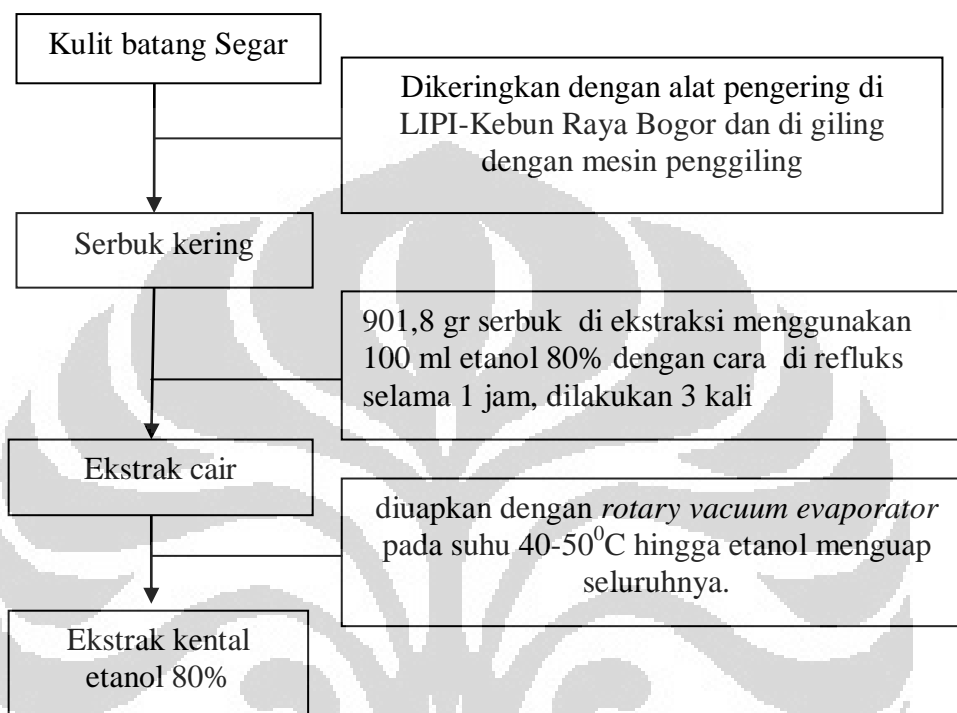 Kulit batang Segar
Dikeringkan dengan alat pengering di
LIPI-Kebun Raya Bogor dan di giling
dengan mesin penggiling
Serbuk kering
901,8 gr serbuk di ekstraksi menggunakan
100 ml etanol 80% dengan cara di refluks
selama 1 jam, dilakukan 3 kali
Ekstrak cair
diuapkan dengan rotary vacuum evaporator
pada suhu 40-50⁰C hingga etanol menguap
seluruhnya.
Ekstrak kental
etanol 80%